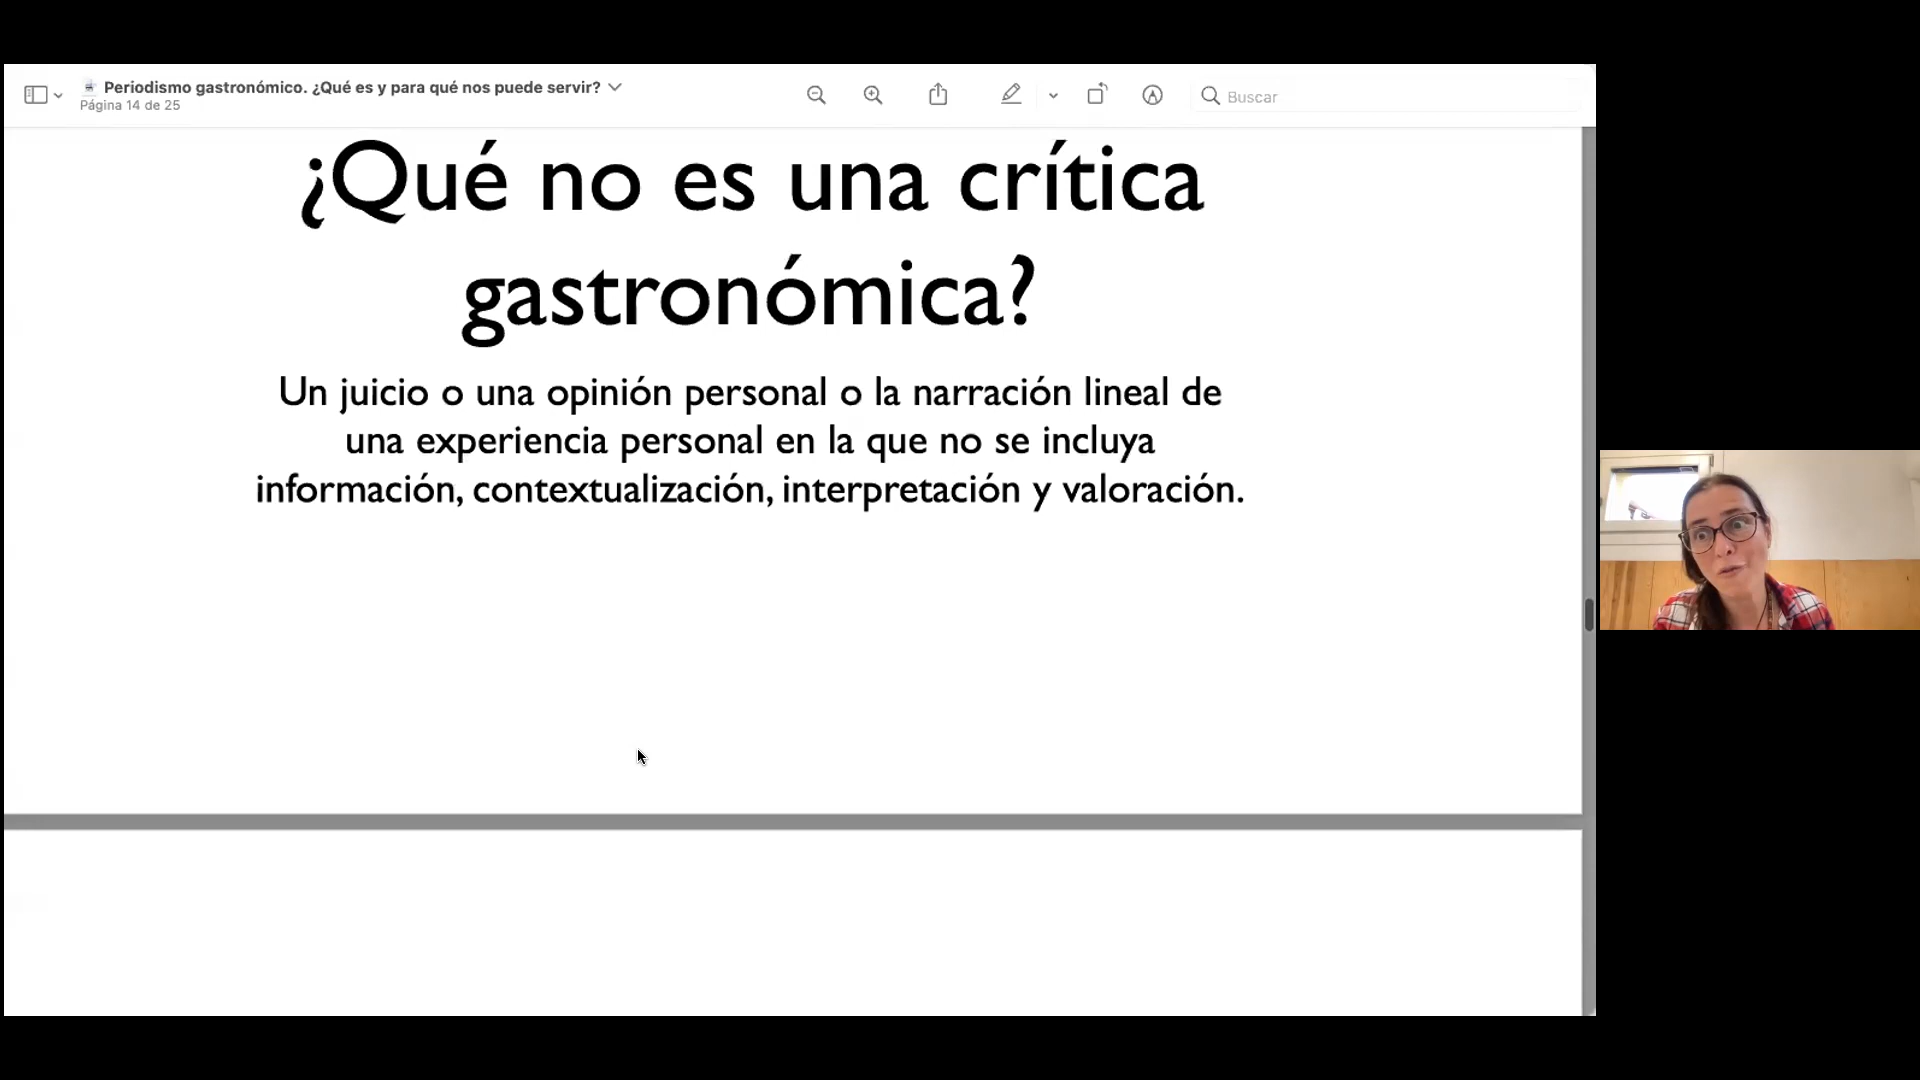 Periodismo gastronómico. ¿Qué es y para qué nos puede servir?
Página 14 de 25
Buscar
¿Qué no es una crítica
gastronómica?
Un juicio o una opinión personal o la narración lineal de
una experiencia personal en la que no se incluya
información, contextualización, interpretación y valoración.